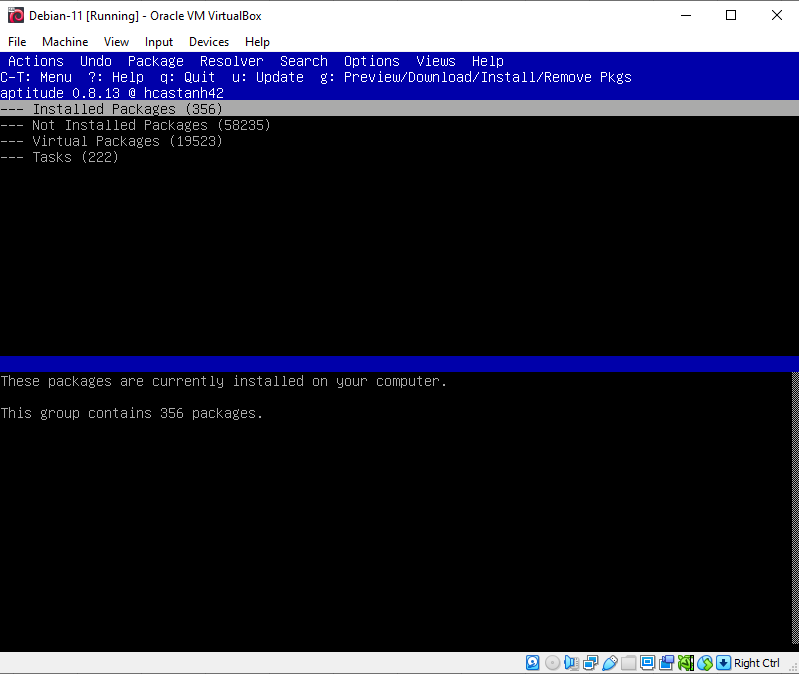 Debian-11 [Running] - Oracle VM VirtualBox
File Machine View Input Devices Help
Actions Undo Package Resolver Search Options Views Help
C-T: Menu ?: Help q: Quit u: Update g: Preview/Download/Install/Remove Pkgs
aptitude 0.8.13 @ hcastanh42
--- Installed Packages (356)
--- Not Installed Packages (58235)
--- Virtual Packages (19523)
--- Tasks (222)
These packages are currently installed on your computer.
This group contains 356 packages.
Right Ctrl